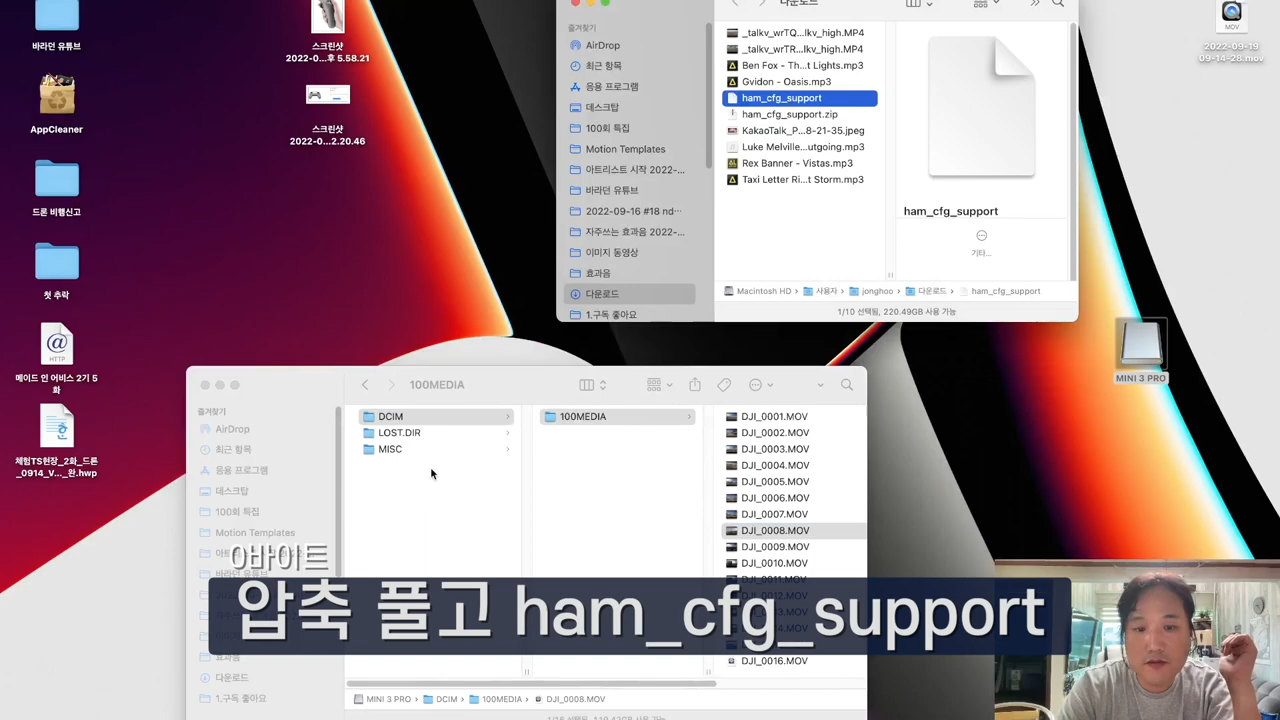 바라던 유튜브
AppCleaner
드론 비행신고
첫 추락
메이드 인 어비스 2기 5
화
체험TS현장_2화_드론
_0914_V..._완.hwp
HTTP
스크린샷
2022-0...후 5.58.21
스크린샷
2022-0...2.20.46
다운로드
즐겨찾기
AirDrop
최근 항목
응용 프로그램
데스크탑
100회 특집
Motion Templates
아트리스트 시작 2022-...
바라던 유튜브
2022-09-16 #18 nd...
자주쓰는 효과음 2022-...
이미지 동영상
효과음
다운로드
1.구독 좋아요
_talkv_wrTQ...lkv_high.MP4
_talkv_wrTR...lkv_high.MP4
Ben Fox - Th...t Lights.mp3
Gvidon - Oasis.mp3
ham_cfg_support
ham_cfg_support.zip
KakaoTalk_P...8-21-35.jpeg
Luke Melville...utgoing.mp3
Rex Banner - Vistas.mp3
Taxi Letter Ri...t Storm.mp3
ham_cfg_support
기타...
Macintosh HD
사용자
jonghoo
다운로드
ham_cfg_support
1/10 선택됨, 220.49GB 사용 가능
MOV
2022-09-19
09-14-28.mov
MINI 3 PRO
100MEDIA
즐겨찾기
AirDrop
최근 항목
응용 프로그램
데스크탑
100회 특집
Motion Templates
효과음
다운로드
1.구독 좋아요
DCIM
LOST.DIR
MISC
100MEDIA
DJI_0001.MOV
DJI_0002.MOV
DJI_0003.MOV
DJI_0004.MOV
DJI_0005.MOV
DJI_0006.MOV
DJI_0007.MOV
DJI_0008.MOV
DJI_0009.MOV
DJI_0010.MOV
DJI_0011.MOV
DJI_0016.MOV
MINI 3 PRO
DCIM
100MEDIA
DJI_0008.MOV
0바이트
압축 풀고 ham_cfg_support